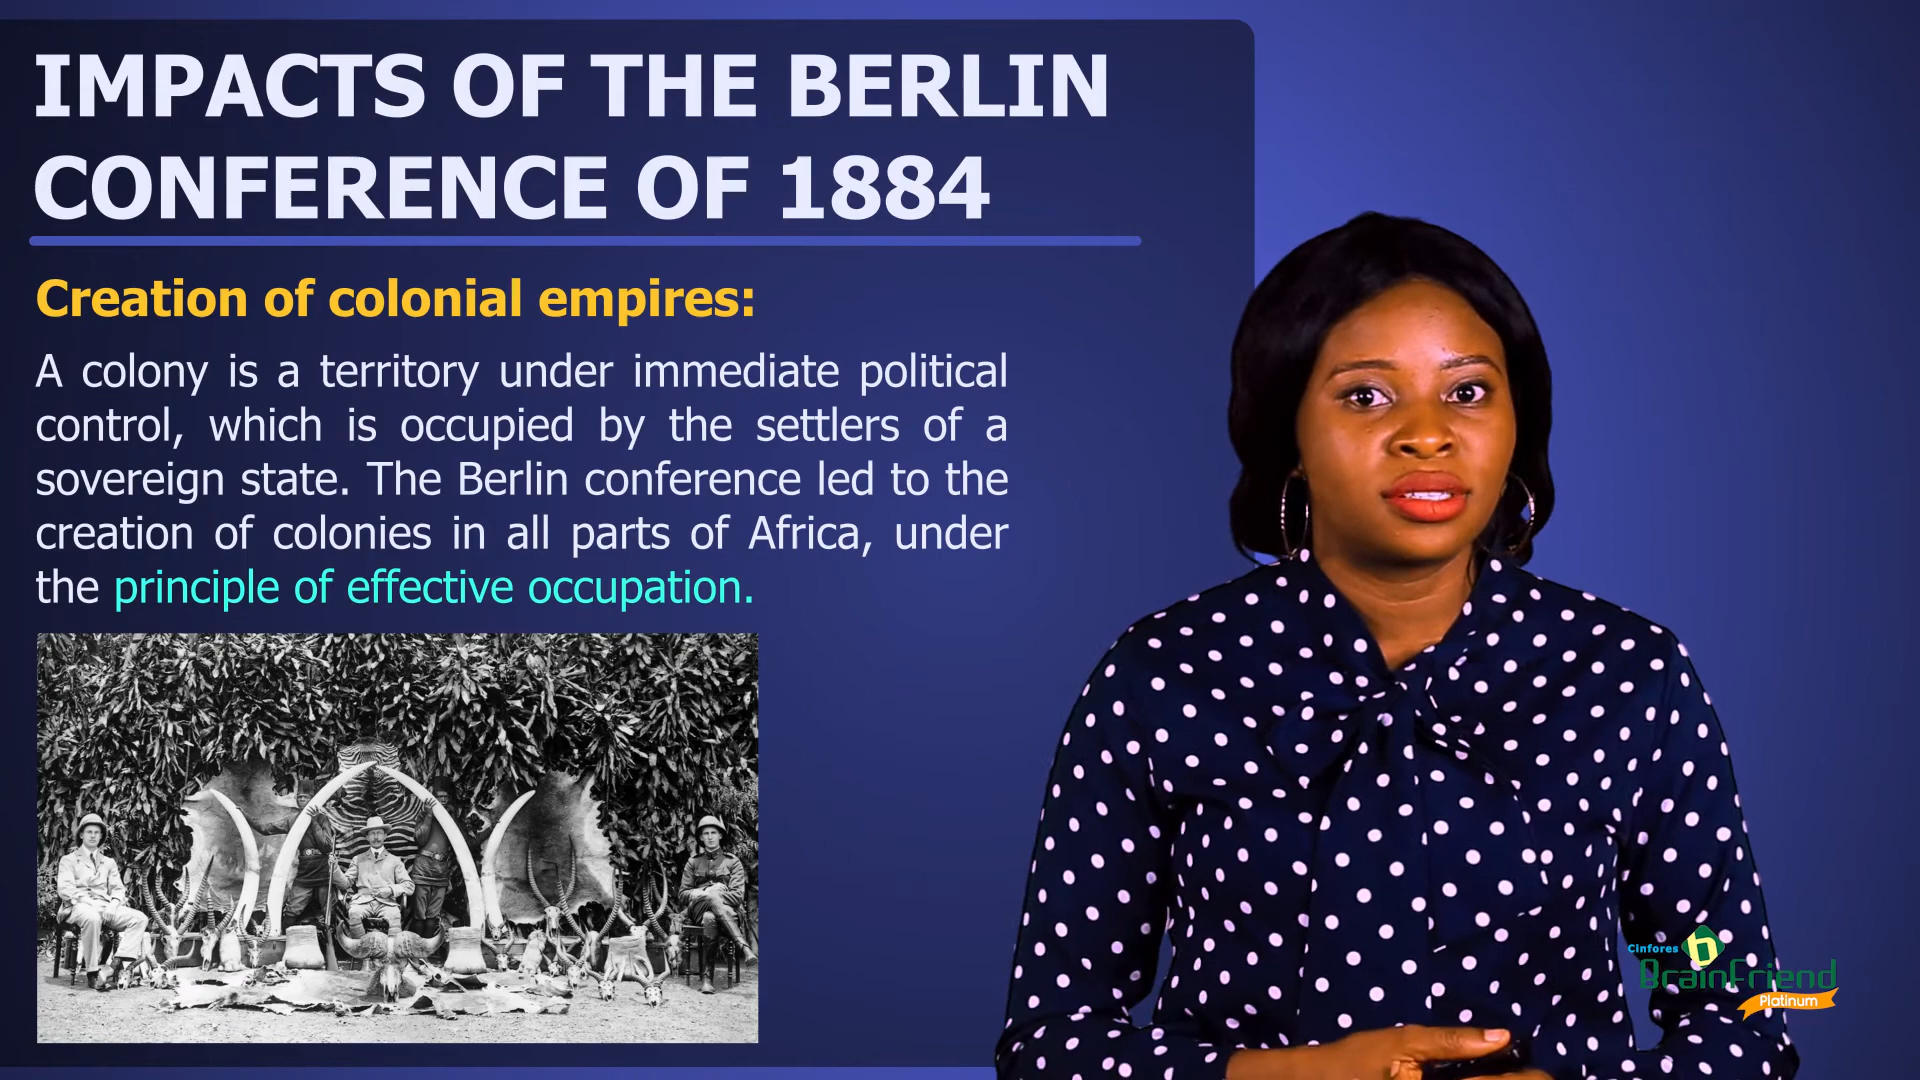 IMPACTS OF THE BERLIN
CONFERENCE OF 1884
Creation of colonial empires:
A colony is a territory under immediate political
control, which is occupied by the settlers of a
sovereign state. The Berlin conference led to the
creation of colonies in all parts of Africa, under
the principle of effective occupation.
Cinfores
BrainFriend
Platinum